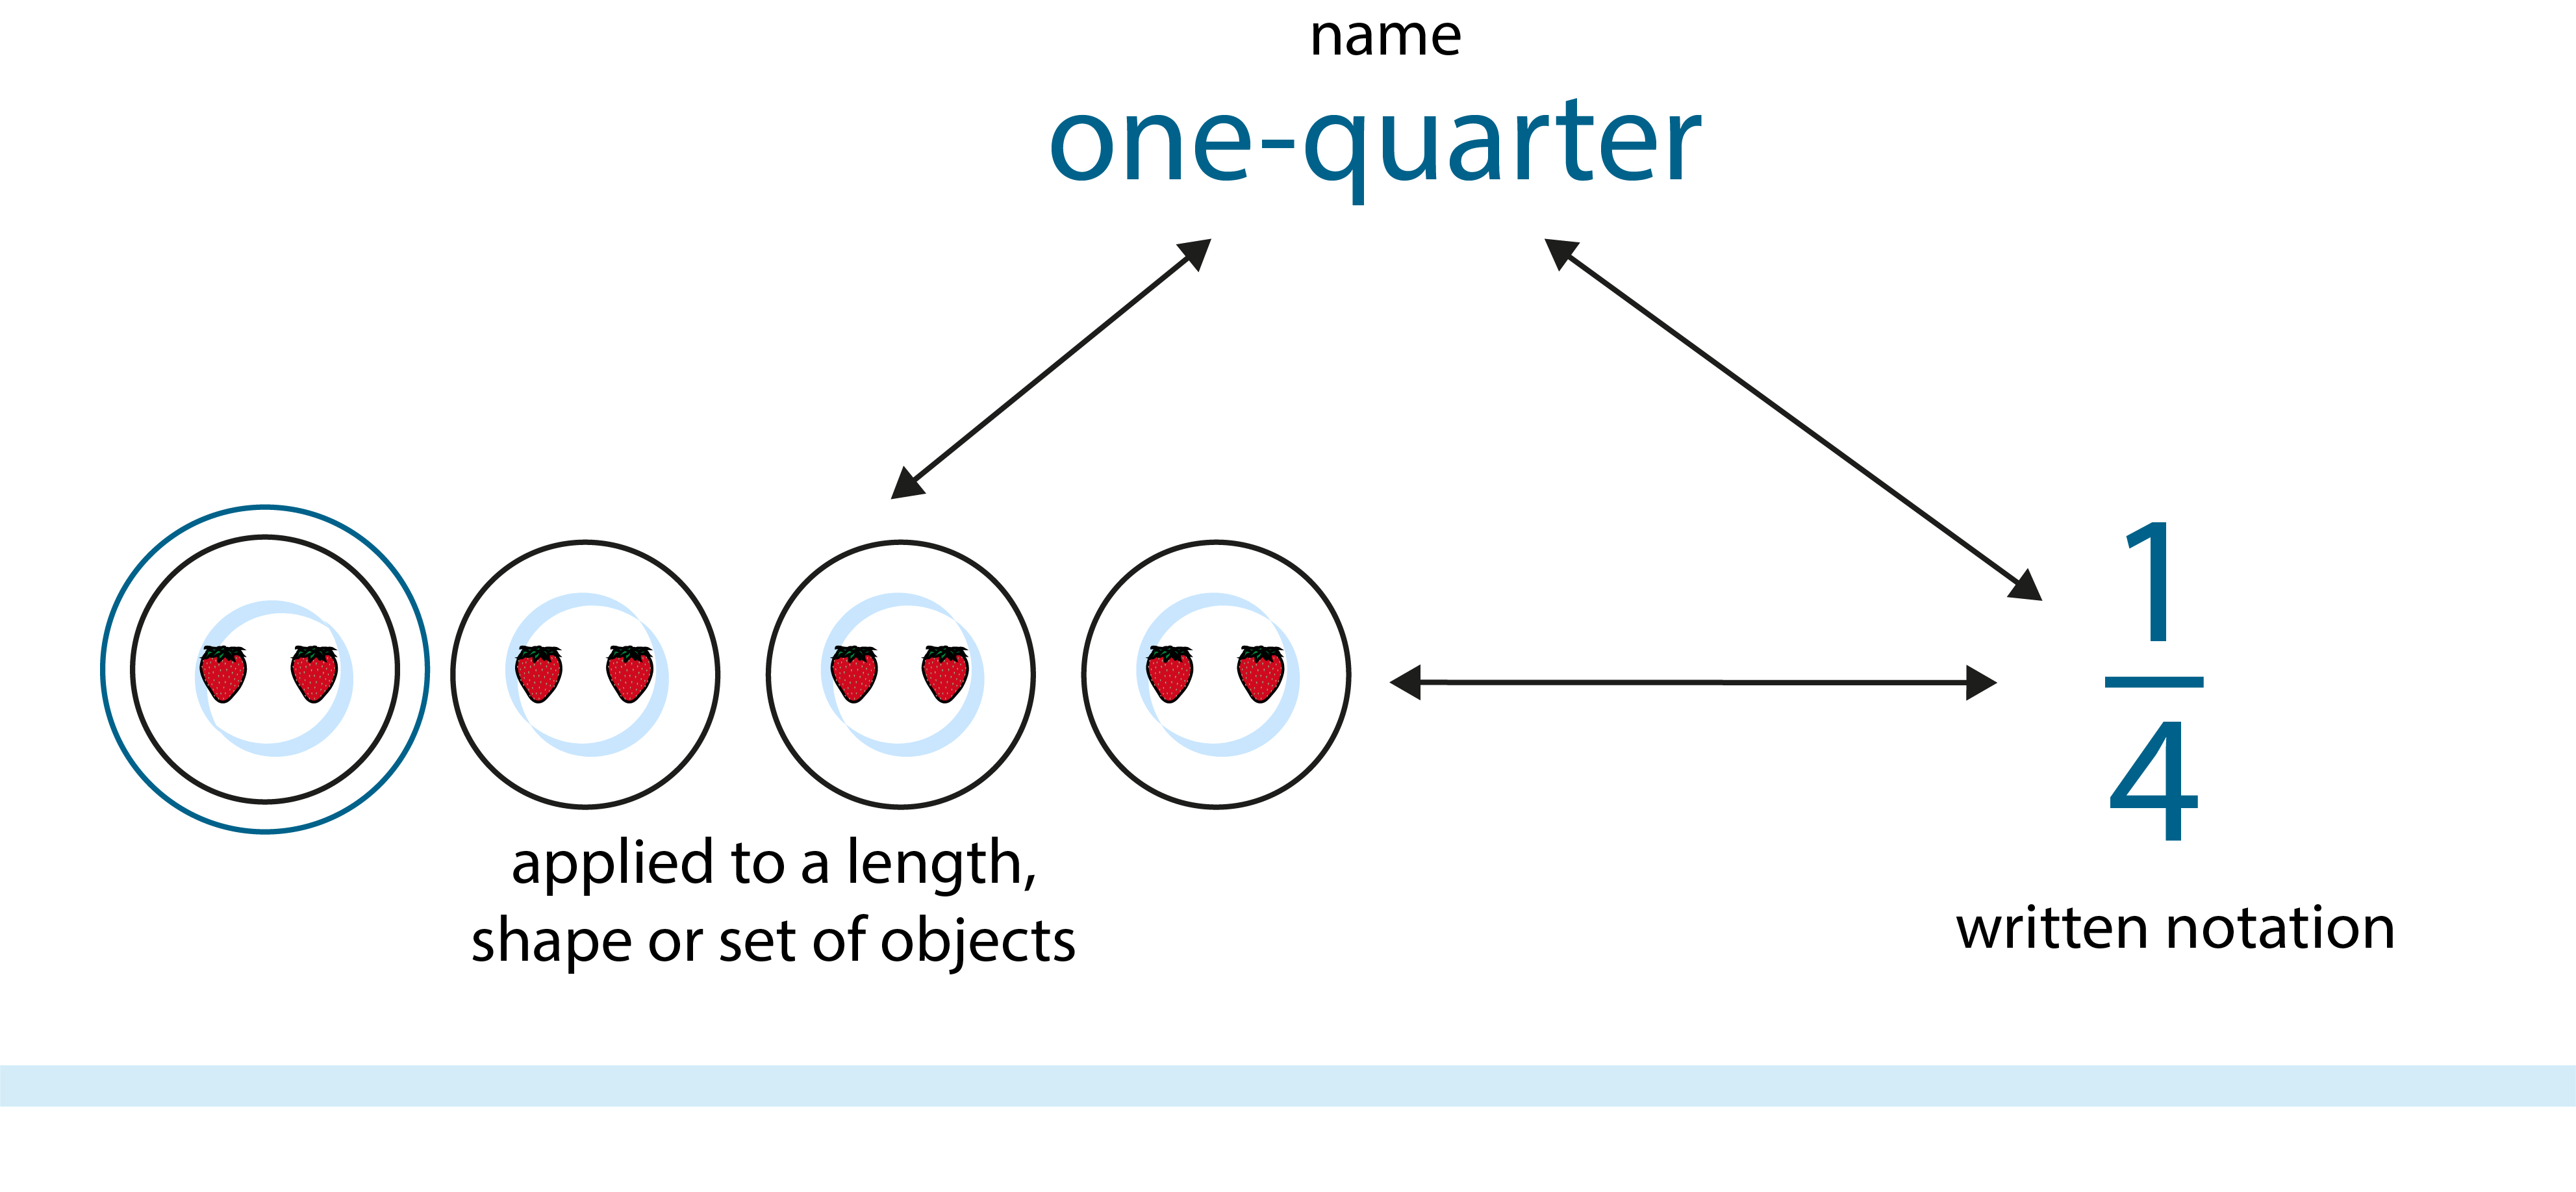 name
one-quarter
applied to a length,
shape or set of objects
1
4
written notation